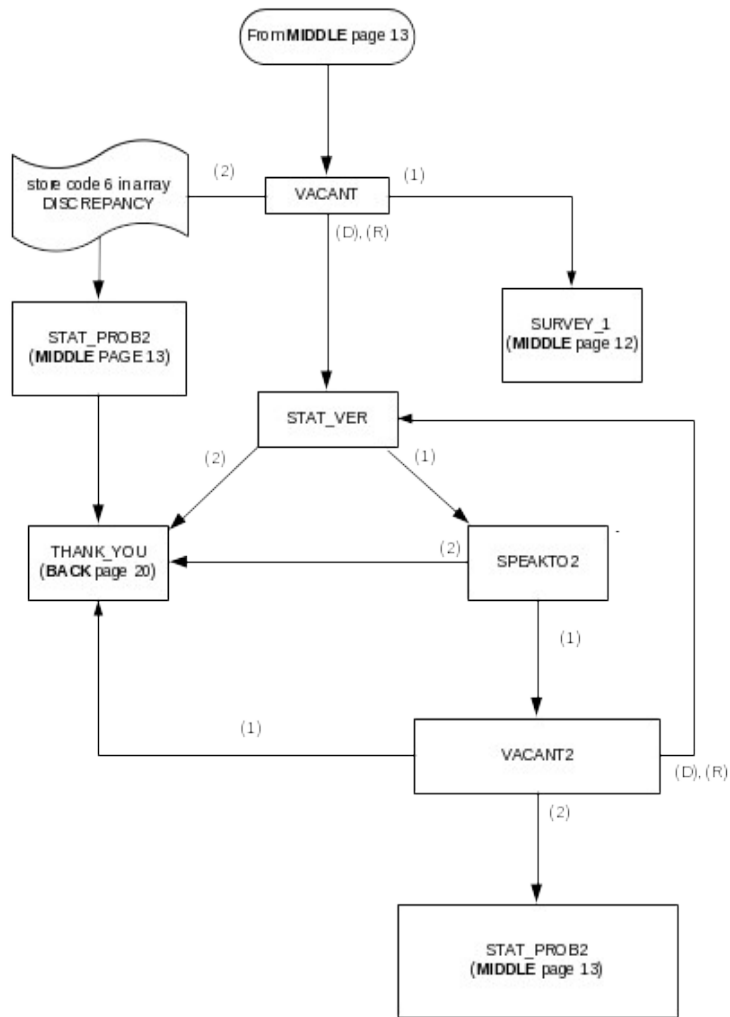 From MIDDLE page 13
(2)
(1)
store code 6 in array
DISCREPANCY
VACANT
(D), (R)
STAT_PROB2
(MIDDLE PAGE 13)
SURVEY_1
(MIDDLE page 12)
STAT_VER
(2)
(1)
THANK_YOU
(BACK page 20)
(2)
SPEAKTO2
-
(1)
(1)
VACANT2
(D), (R)
(2)
STAT_PROB2
(MIDDLE page 13)